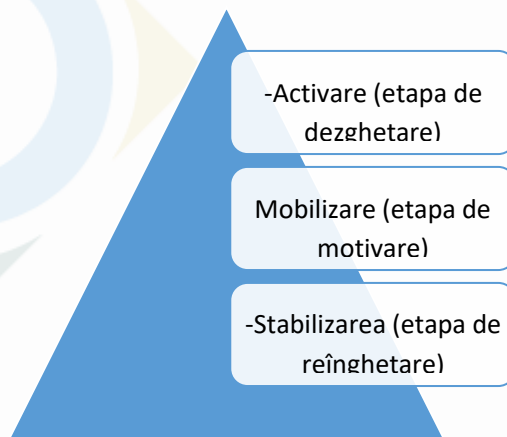 -Activare (etapa de
dezghetare)
Mobilizare (etapa de
motivare)
-Stabilizarea (etapa de
reînghetare)